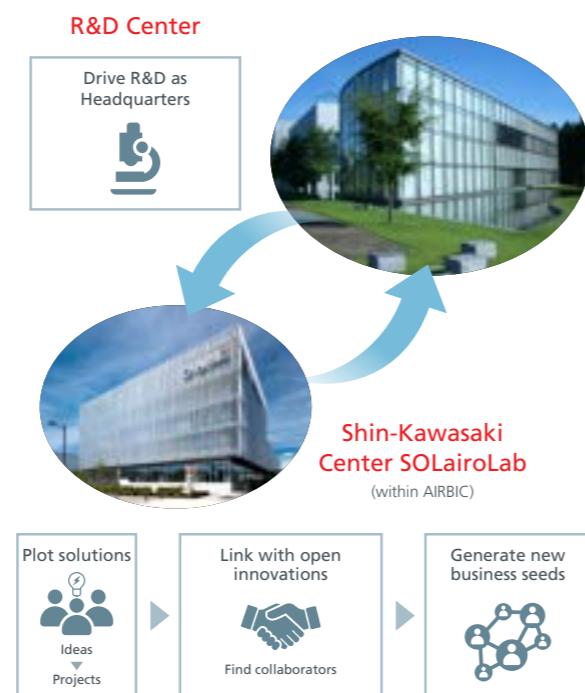 R&D Center
Drive R&D as
Headquarters
Shin-Kawasaki
Center SOLairoLab
(within AIRBIC)
Plot solutions
Ideas
Projects
Link with open
innovations
Find collaborators
Generate new
business seeds